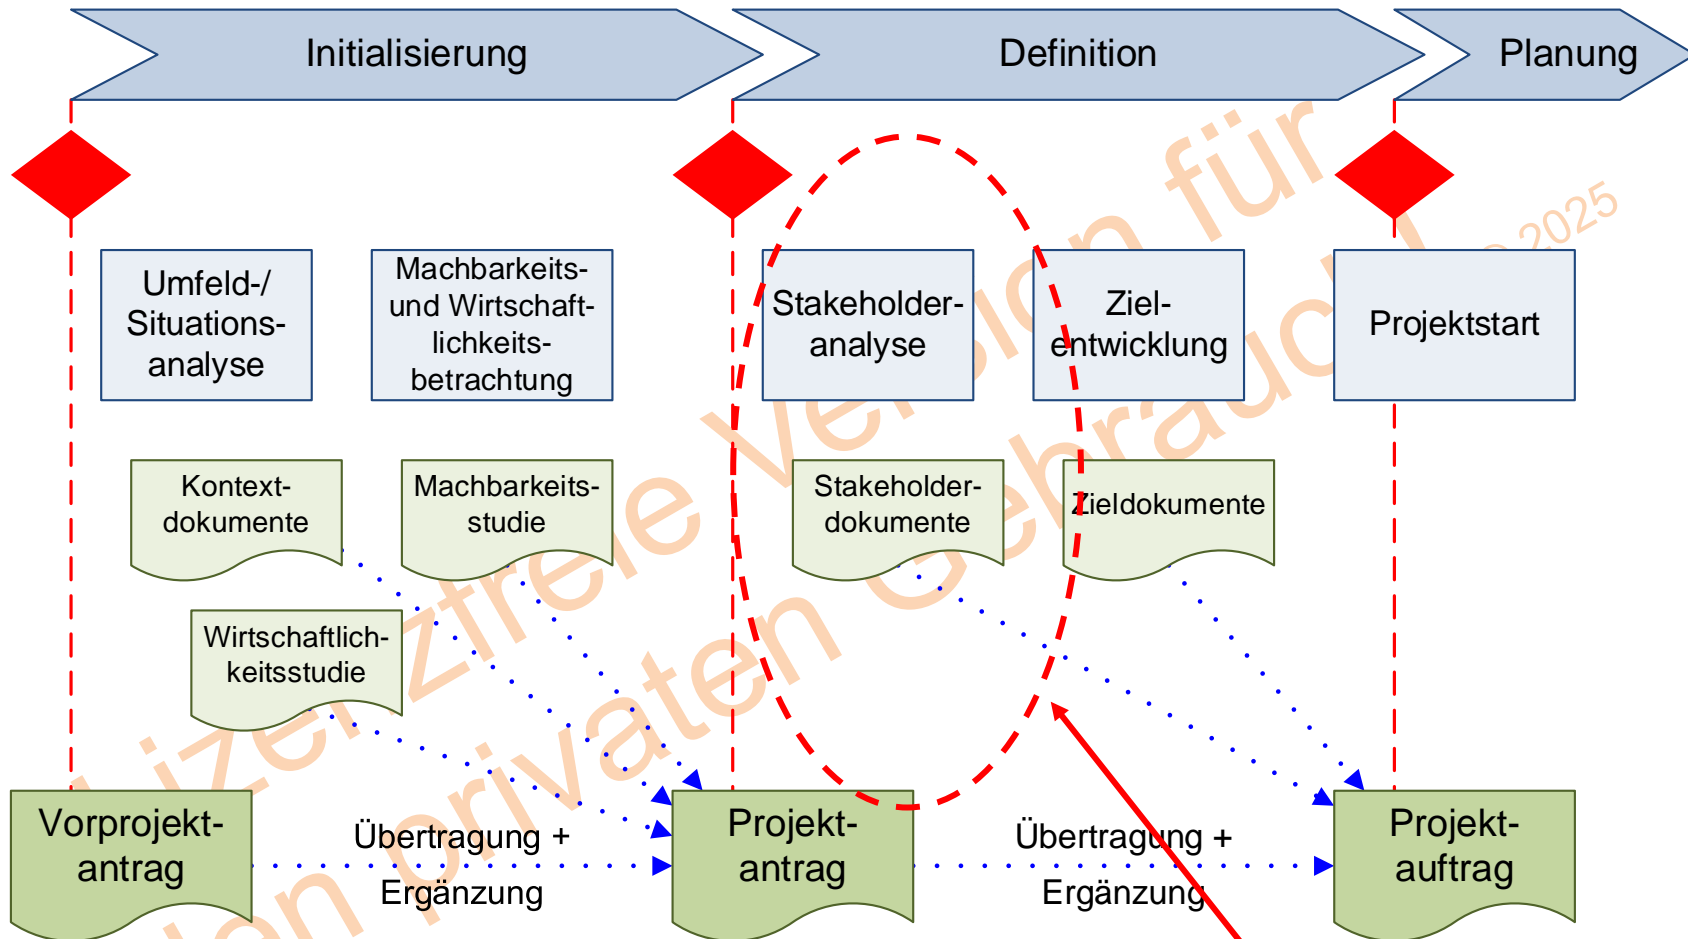 Initialisierung
Definition
Planung
Umfeld-/
Situations-
analyse
Machbarkeits-
und Wirtschaft-
lichkeits-
betrachtung
Stakeholder-
analyse
Ziel-
entwicklung
Projektstart
Kontext-
dokumente
Machbarkeits-
studie
Stakeholder-
dokumente
Zieldokumente
Wirtschaftlich-
keitsstudie
Vorprojekt-
antrag
Übertragung +
Ergänzung
Projekt-
antrag
Übertragung +
Ergänzung
Projekt-
auftrag
Lizenzfreie Version für
den privaten Gebrauch!
© 2025